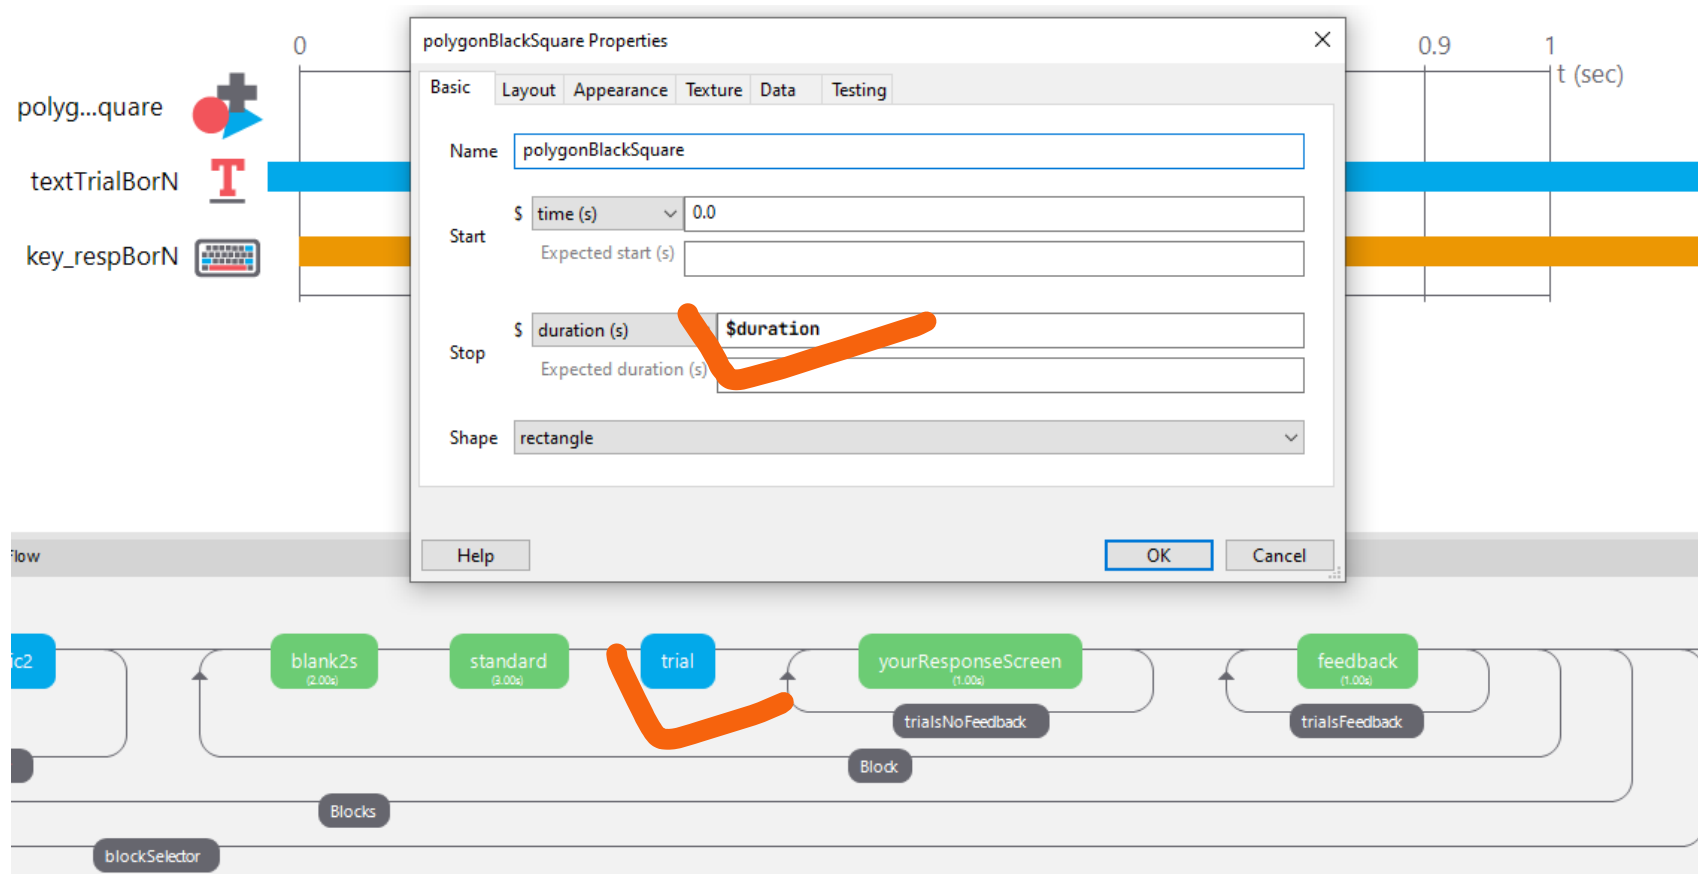 polygonBlackSquare Properties
Basic Layout Appearance Texture Data Testing
0
0.9
1
t (sec)
polyg...quare
textTrialBorN
key_respBorN
Name polygonBlackSquare
Start $ time (s) 0.0
Expected start (s)
Stop $ duration (s) $duration
Expected duration (s)
Shape rectangle
Help OK Cancel
Flow
ic2
blank2s
(2.00s)
standard
(3.00s)
trial
yourResponseScreen
(1.00s)
feedback
(1.00s)
trialsNoFeedback
trialsFeedback
Block
Blocks
blockSelector